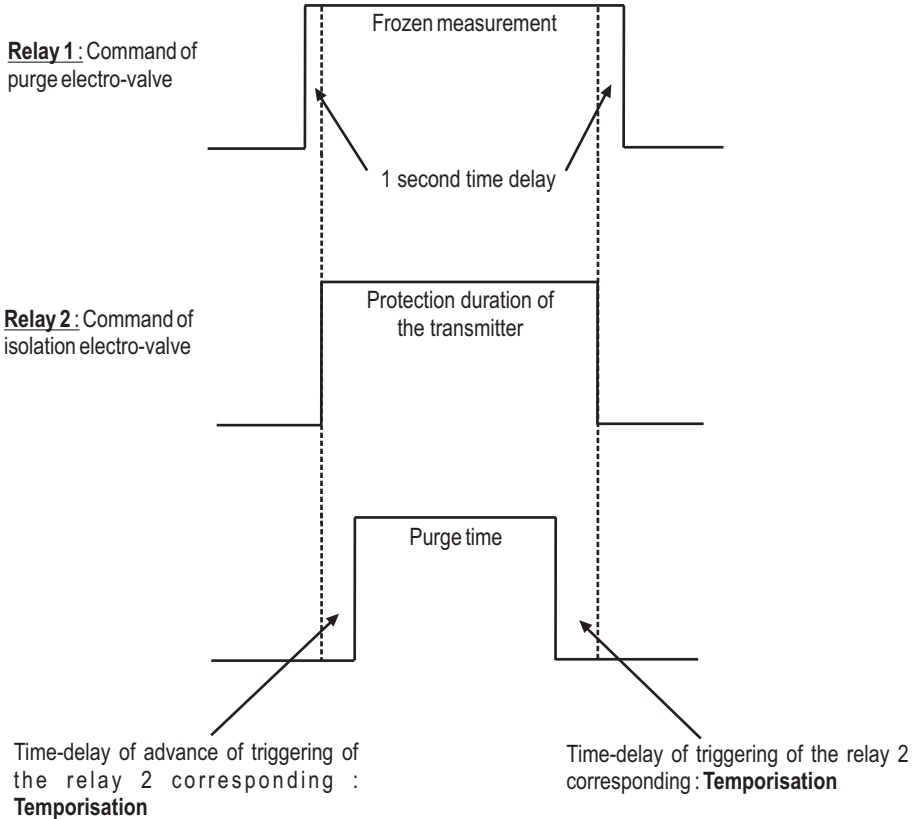 Frozen measurement
Relay 1 : Command of
purge electro-valve
1 second time delay
Protection duration of
the transmitter
Relay 2 : Command of
isolation electro-valve
Purge time
Time-delay of advance of triggering of
the relay 2 corresponding :
Temporisation
Time-delay of triggering of the relay 2
corresponding : Temporisation